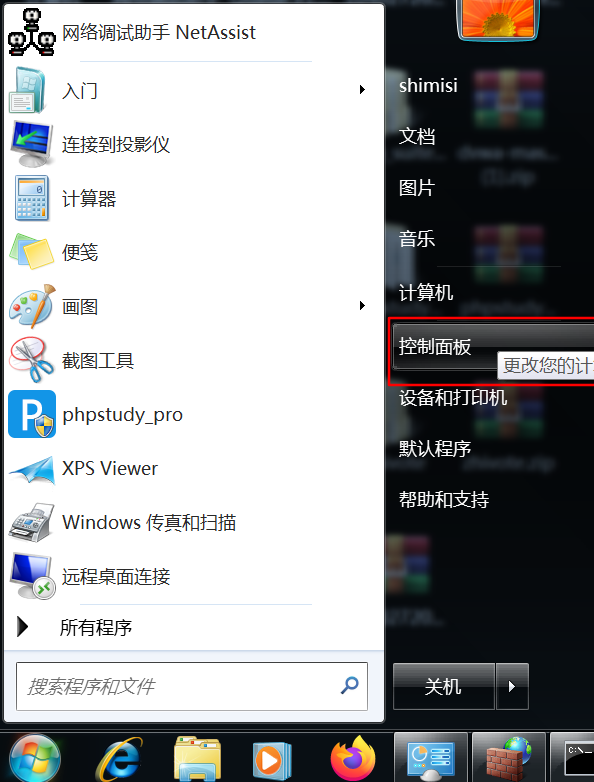 网络调试助手 NetAssist
入门
连接到投影仪
计算器
便笺
画图
截图工具
phpstudy_pro
XPS Viewer
Windows 传真和扫描
远程桌面连接
所有程序
搜索程序和文件
shimisi
文档
图片
音乐
计算机
控制面板
更改您的计
设备和打印机
默认程序
帮助和支持
关机